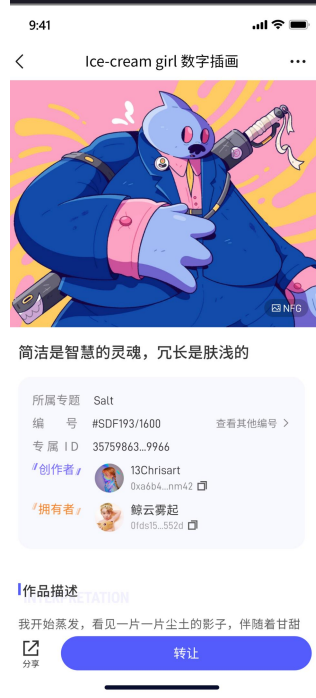 9:41
Ice-cream girl 数字插画
NFG
简洁是智慧的灵魂，冗长是肤浅的
所属专题 Salt
编 号 #SDF193/1600 查看其他编号
专属ID 35759863...9966
创作者 13Chrisart
0xa6b4...nm42
拥有者 鲸云雾起
0fds15...552d
作品描述
INTERPRETATION
我开始蒸发，看见一片一片尘土的影子，伴随着甘甜
分享 转让